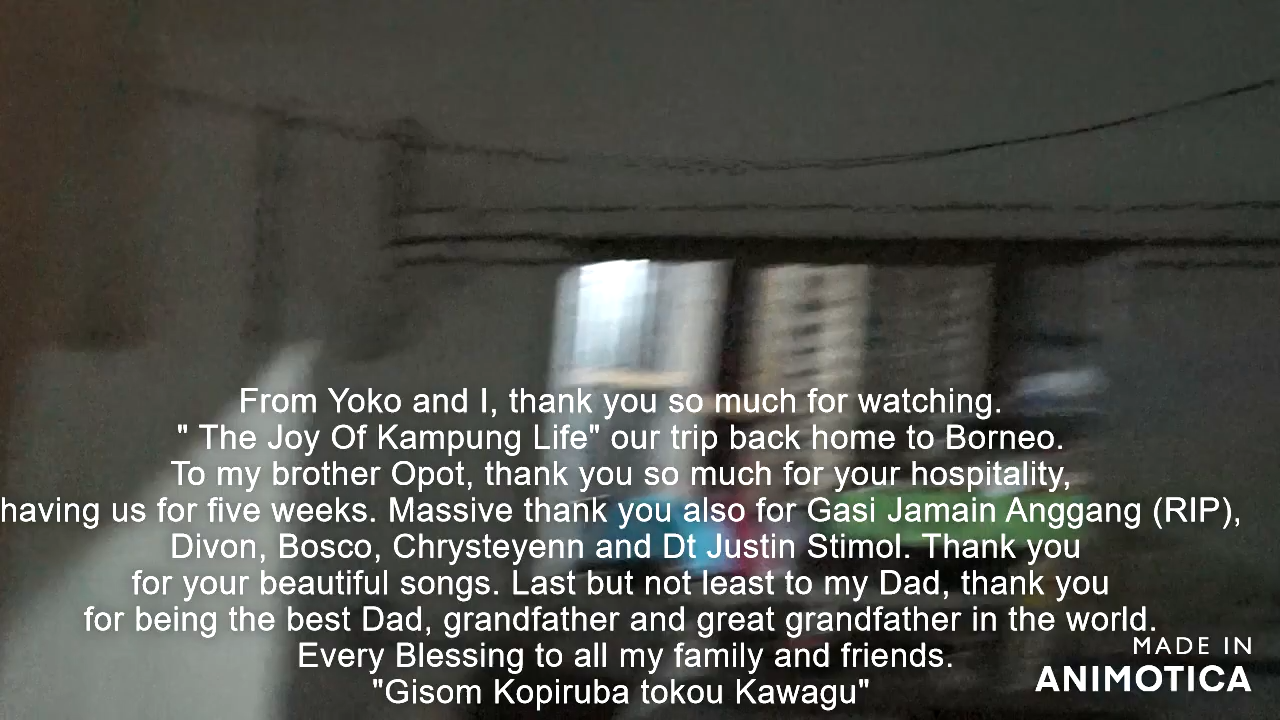 From Yoko and I, thank you so much for watching.
" The Joy Of Kampung Life" our trip back home to Borneo.
To my brother Opot, thank you so much for your hospitality,
having us for five weeks. Massive thank you also for Gasi Jamain Anggang (RIP),
Divon, Bosco, Chrysteyenn and Dt Justin Stimol. Thank you
for your beautiful songs. Last but not least to my Dad, thank you
for being the best Dad, grandfather and great grandfather in the world.
Every Blessing to all my family and friends.
"Gisom Kopiruba tokou Kawagu"
MADE IN
ANIMOTICA